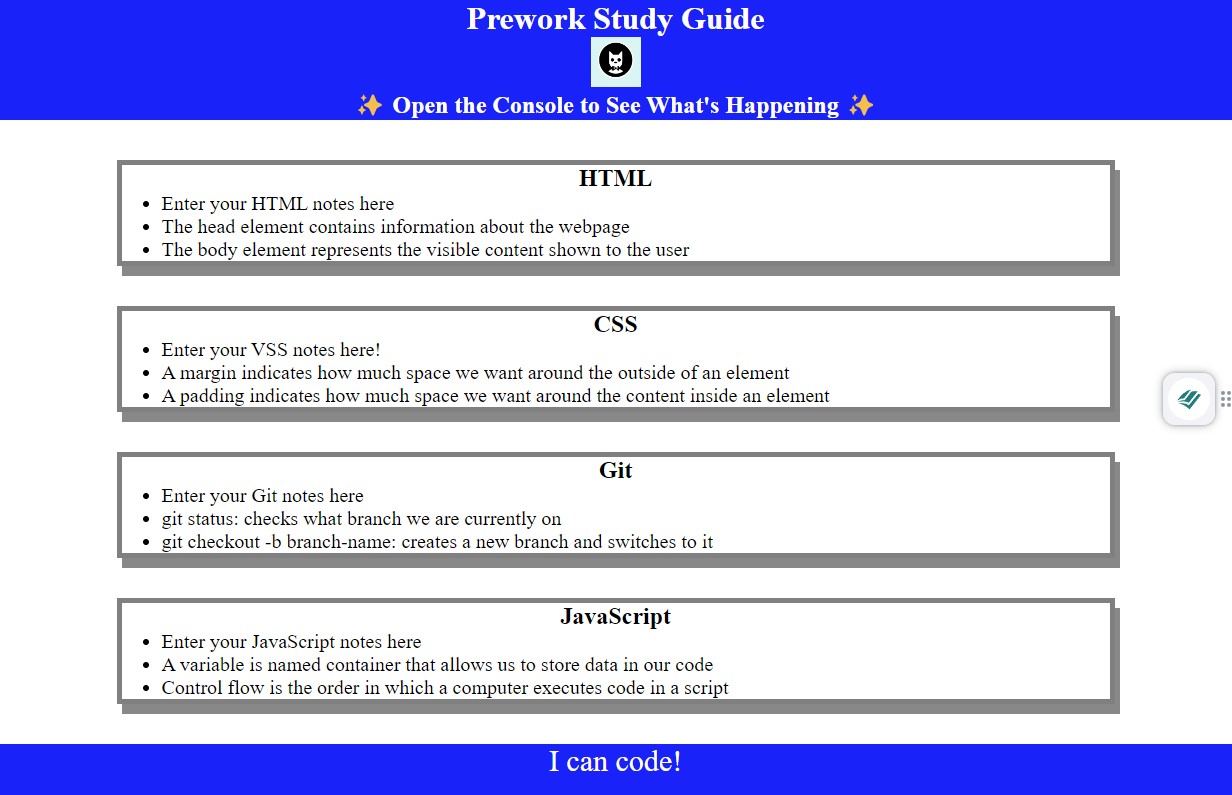 Prework Study Guide
✨ Open the Console to See What's Happening ✨
HTML
• Enter your HTML notes here
• The head element contains information about the webpage
• The body element represents the visible content shown to the user
CSS
• Enter your VSS notes here!
• A margin indicates how much space we want around the outside of an element
• A padding indicates how much space we want around the content inside an element
Git
• Enter your Git notes here
• git status: checks what branch we are currently on
• git checkout -b branch-name: creates a new branch and switches to it
JavaScript
• Enter your JavaScript notes here
• A variable is named container that allows us to store data in our code
• Control flow is the order in which a computer executes code in a script
I can code!